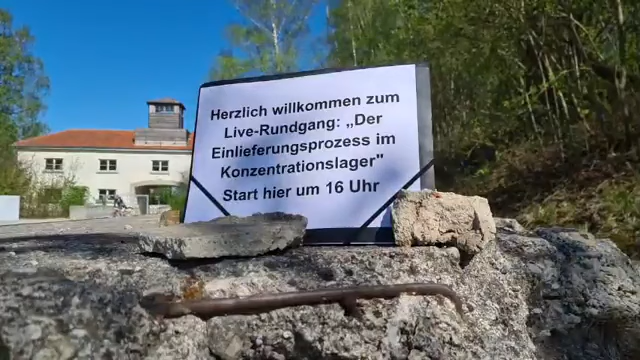 Herzlich willkommen zum
Live-Rundgang: „Der
Einlieferungsprozess im
Konzentrationslager"
Start hier um 16 Uhr